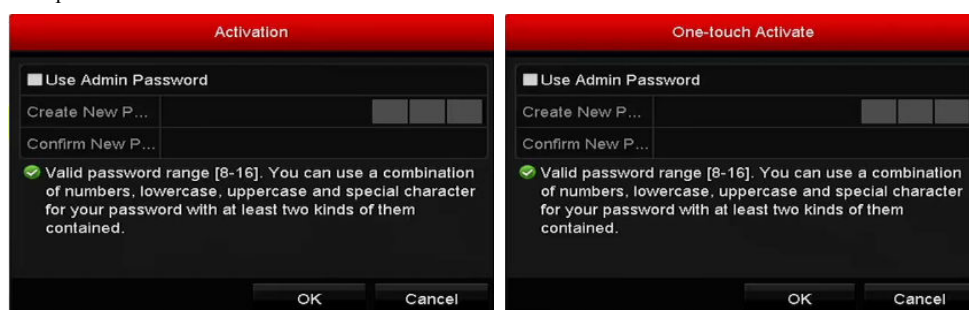 Activation
Use Admin Password
Create New P...
Confirm New P...
Valid password range [8-16]. You can use a combination
of numbers, lowercase, uppercase and special character
for your password with at least two kinds of them
contained.
OK Cancel
One-touch Activate
Use Admin Password
Create New P...
Confirm New P...
Valid password range [8-16]. You can use a combination
of numbers, lowercase, uppercase and special character
for your password with at least two kinds of them
contained.
OK Cancel